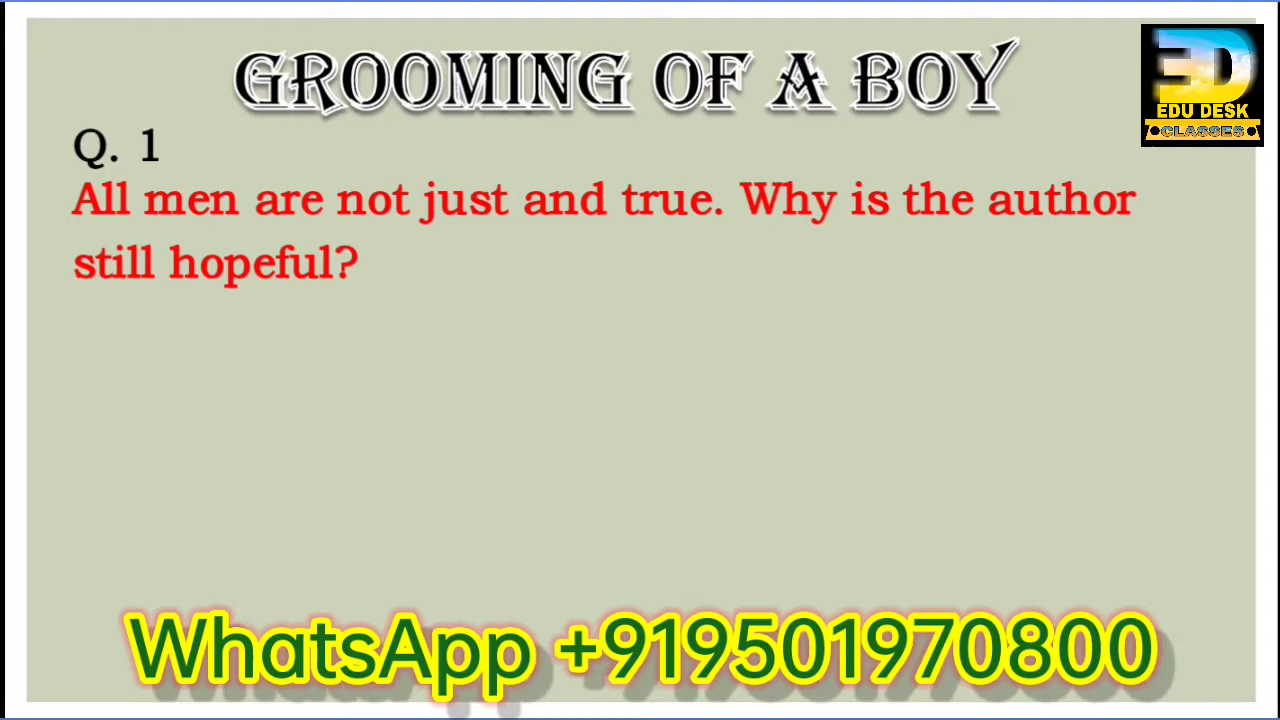 GROOMING OF A BOY
ED
EDU DESK
CLASSES
Q. 1
All men are not just and true. Why is the author
still hopeful?
WhatsApp +919501970800